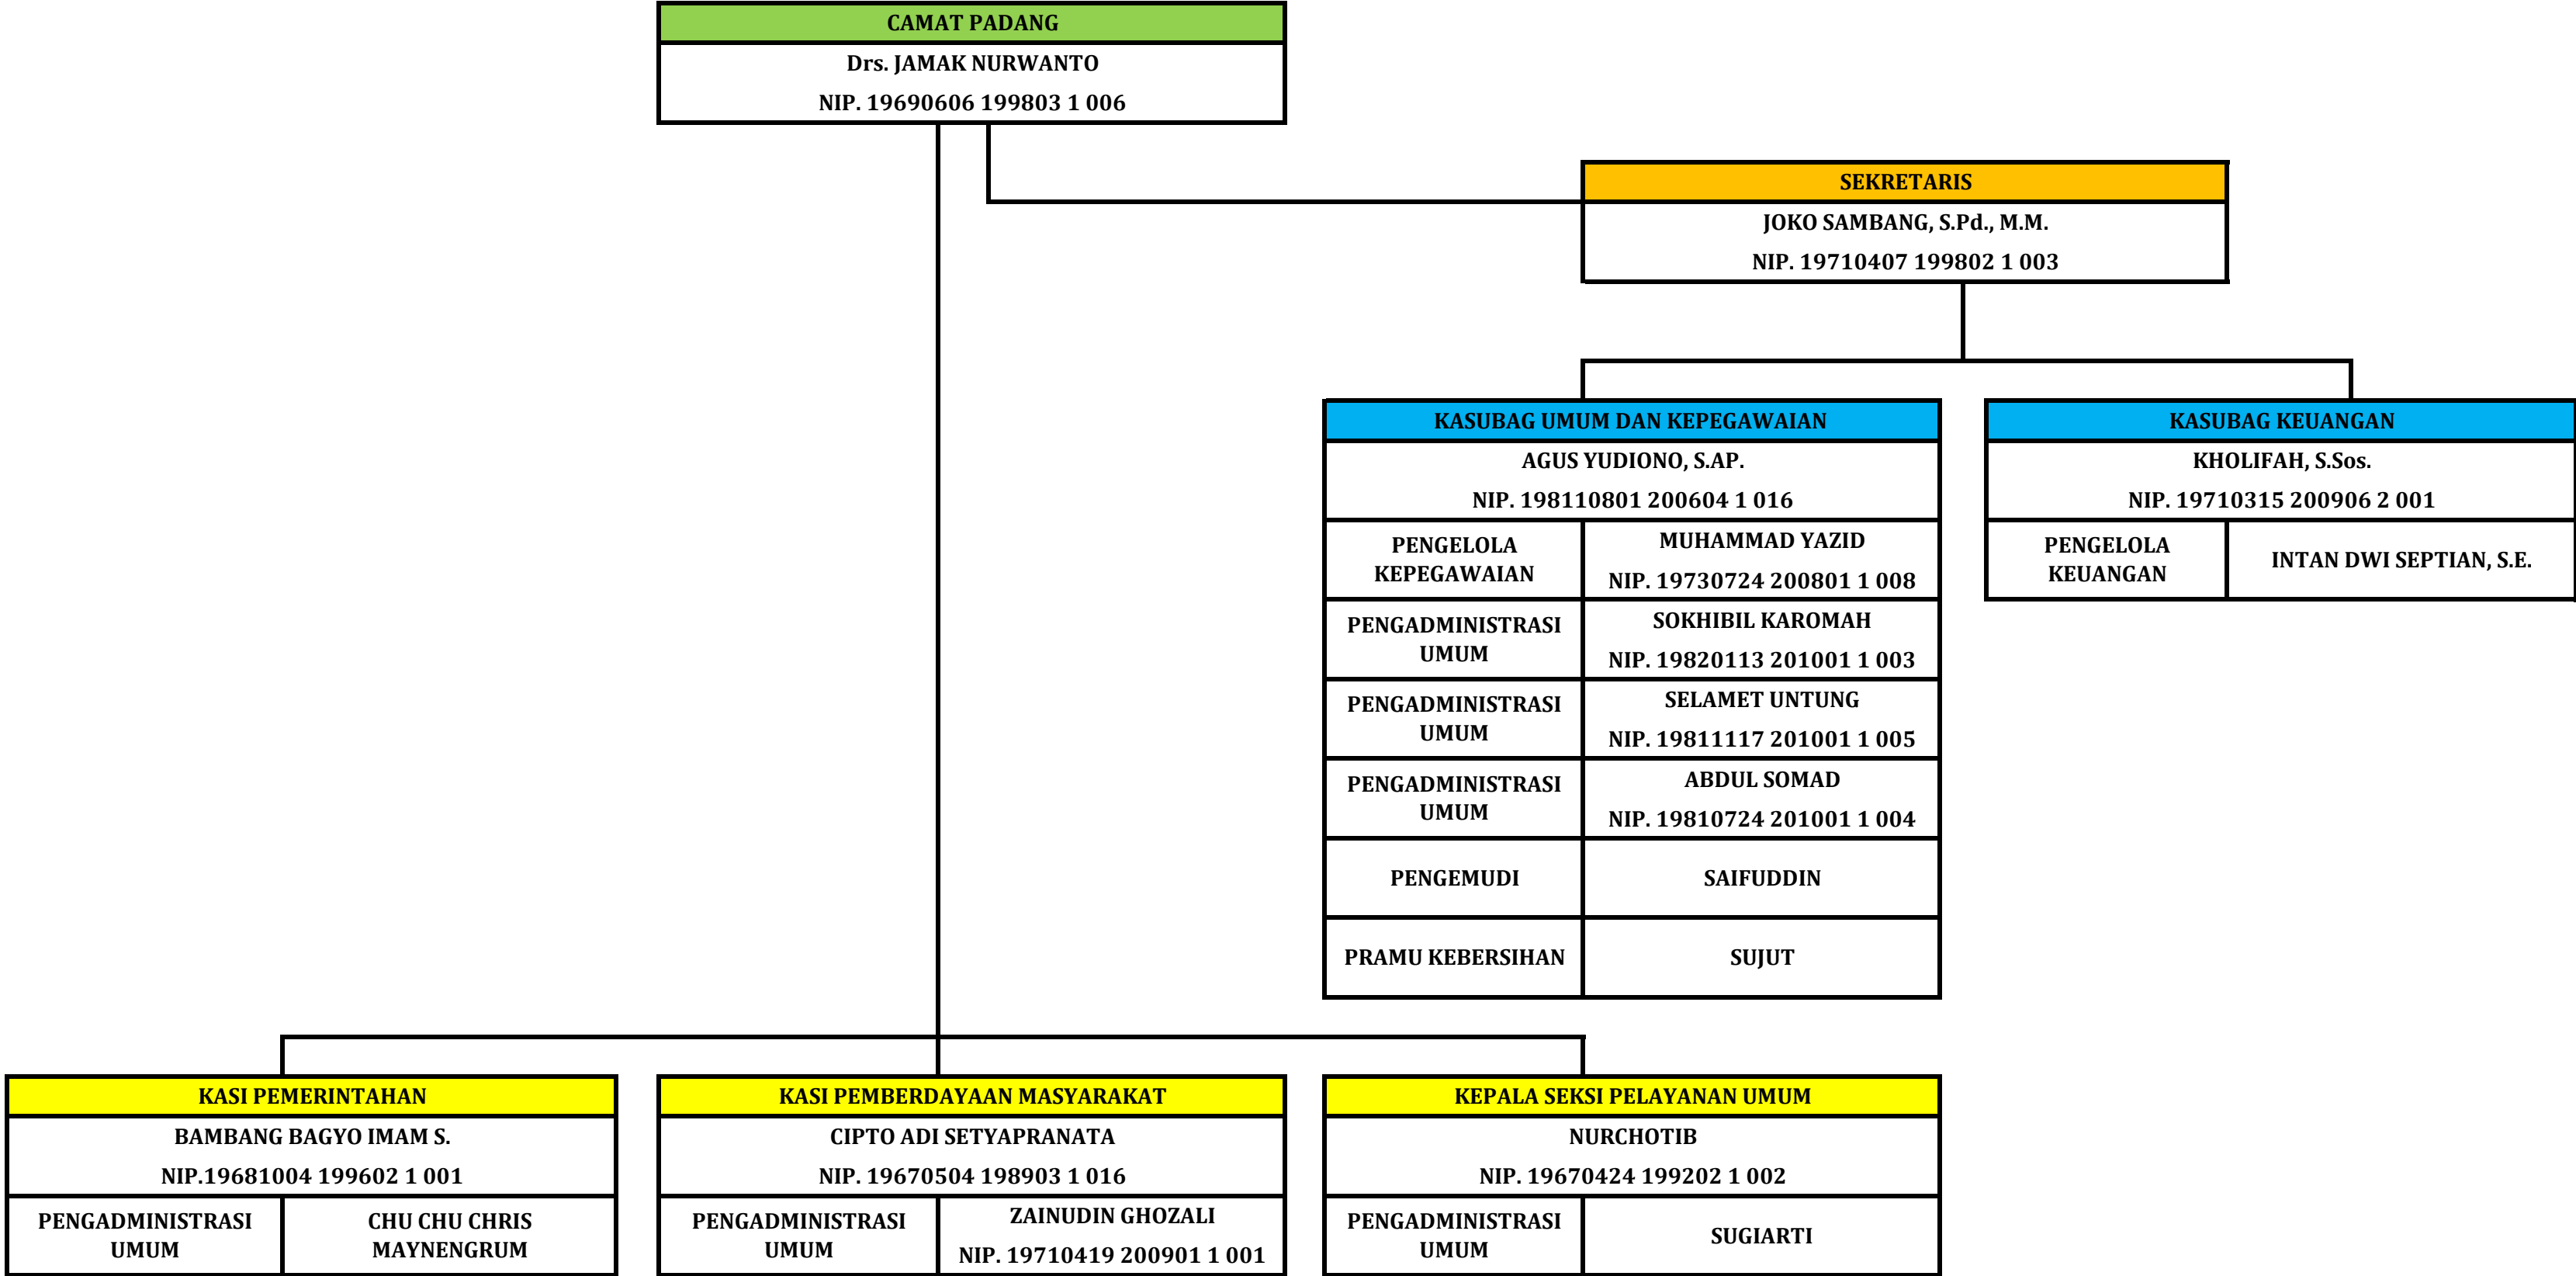 CAMAT PADANG
Drs. JAMAK NURWANTO
NIP. 19690606 199803 1 006
SEKRETARIS
JOKO SAMBANG, S.Pd., M.M.
NIP. 19710407 199802 1 003
KASUBAG UMUM DAN KEPEGAWAIAN
AGUS YUDIONO, S.AP.
NIP. 198110801 200604 1 016
PENGELOLA
KEPEGAWAIAN
MUHAMMAD YAZID
NIP. 19730724 200801 1 008
PENGADMINISTRASI
UMUM
SOKHIBIL KAROMAH
NIP. 19820113 201001 1 003
PENGADMINISTRASI
UMUM
SELAMET UNTUNG
NIP. 19811117 201001 1 005
PENGADMINISTRASI
UMUM
ABDUL SOMAD
NIP. 19810724 201001 1 004
PENGEMUDI
SAIFUDDIN
PRAMU KEBERSIHAN
SUJUT
KASUBAG KEUANGAN
KHOLIFAH, S.Sos.
NIP. 19710315 200906 2 001
PENGELOLA
KEUANGAN
INTAN DWI SEPTIAN, S.E.
KASI PEMERINTAHAN
BAMBANG BAGYO IMAM S.
NIP.19681004 199602 1 001
PENGADMINISTRASI
UMUM
CHU CHU CHRIS
MAYNENGRUM
KASI PEMBERDAYAAN MASYARAKAT
CIPTO ADI SETYAPRANATA
NIP. 19670504 198903 1 016
PENGADMINISTRASI
UMUM
ZAINUDIN GHOZALI
NIP. 19710419 200901 1 001
KEPALA SEKSI PELAYANAN UMUM
NURCHOTIB
NIP. 19670424 199202 1 002
PENGADMINISTRASI
UMUM
SUGIARTI